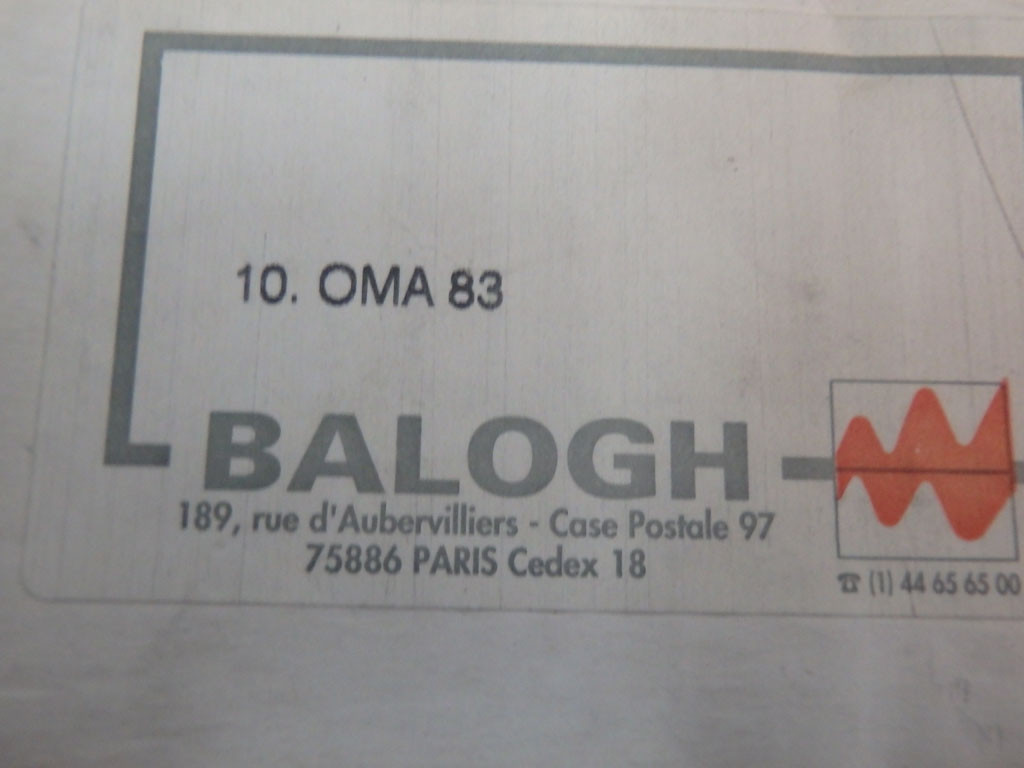 10. OMA 83
BALOGH
189, rue d'Aubervilliers - Case Postale 97
75886 PARIS Cedex 18
☎ (1) 44 65 65 00